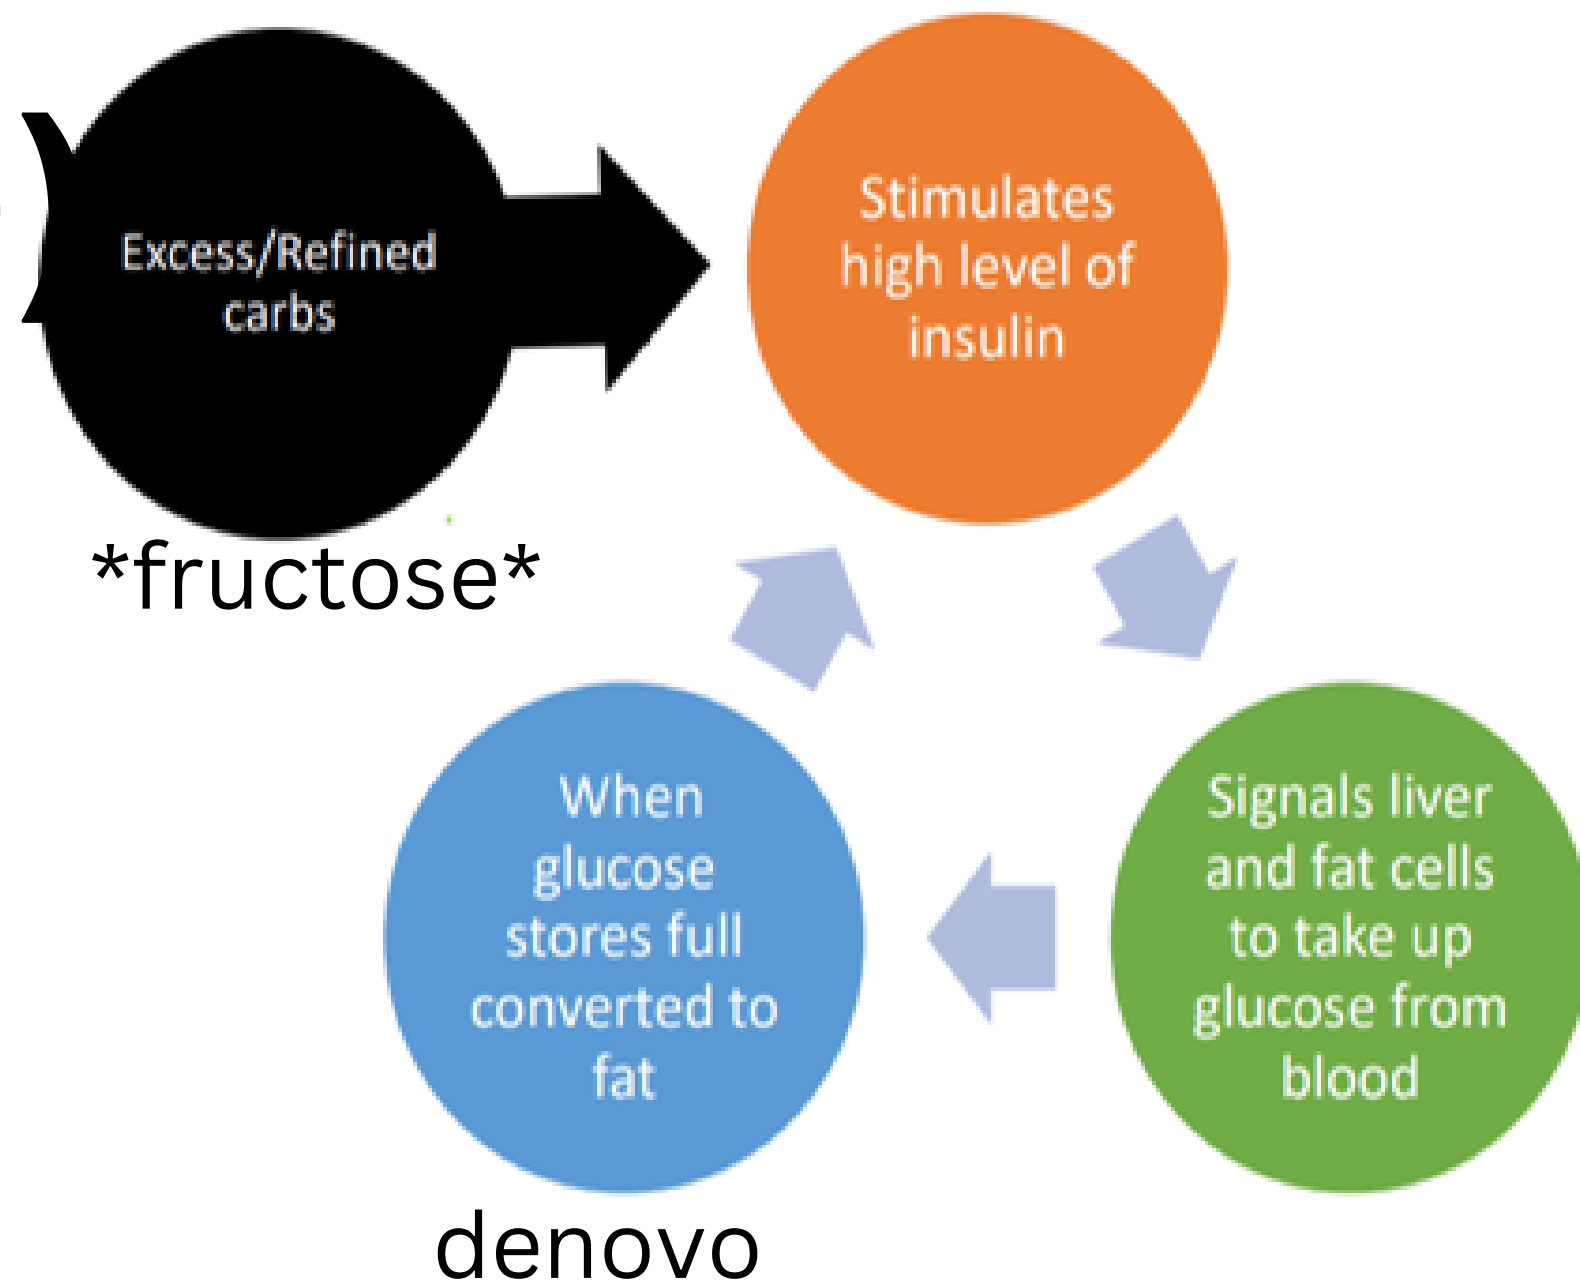 )
Excess/Refined
carbs
*fructose*
Stimulates
high level of
insulin
Signals liver
and fat cells
to take up
glucose from
blood
When
glucose
stores full
converted to
fat
denovo